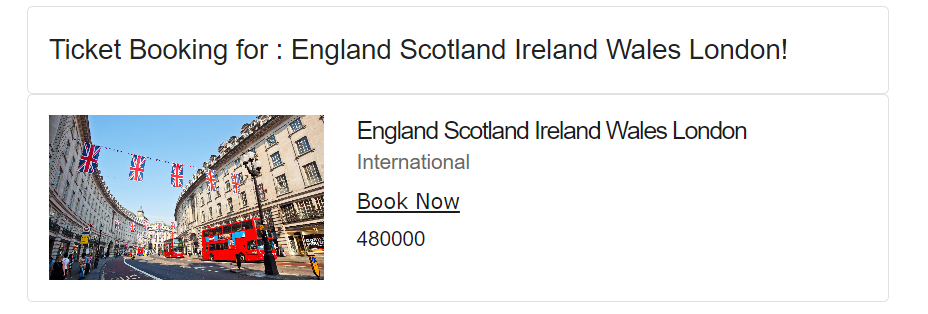 Ticket Booking for : England Scotland Ireland Wales London!
England Scotland Ireland Wales London
International
Book Now
480000